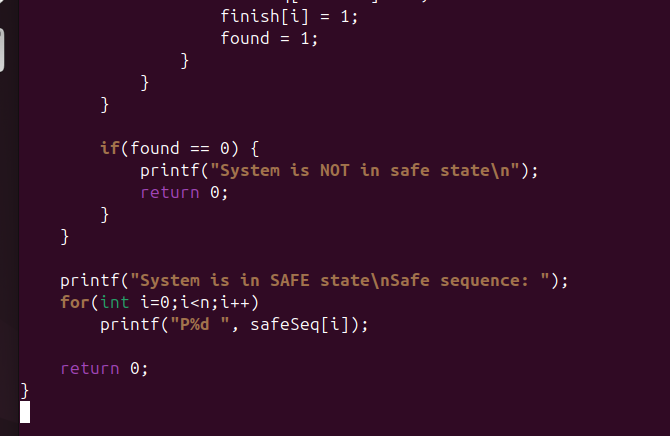 finish[i] = 1;
found = 1;
}
}
}
if(found == 0) {
printf("System is NOT in safe state\n");
return 0;
}
}
printf("System is in SAFE state\nSafe sequence: ");
for(int i=0;i<n;i++)
printf("P%d ", safeSeq[i]);
return 0;
}